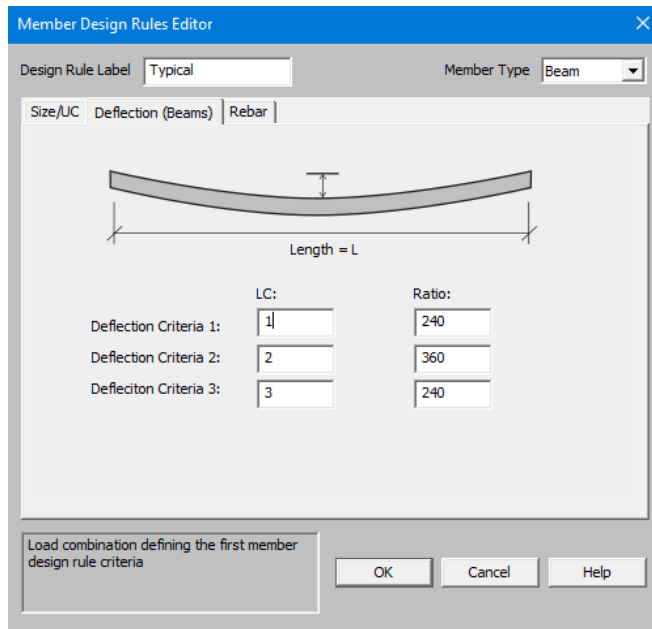 Member Design Rules Editor
Design Rule Label Typical Member Type Beam
Size/UC Deflection (Beams) Rebar
Length = L
LC: Ratio:
Deflection Criteria 1: 1 240
Deflection Criteria 2: 2 360
Defleciton Criteria 3: 3 240
Load combination defining the first member
design rule criteria
OK Cancel Help